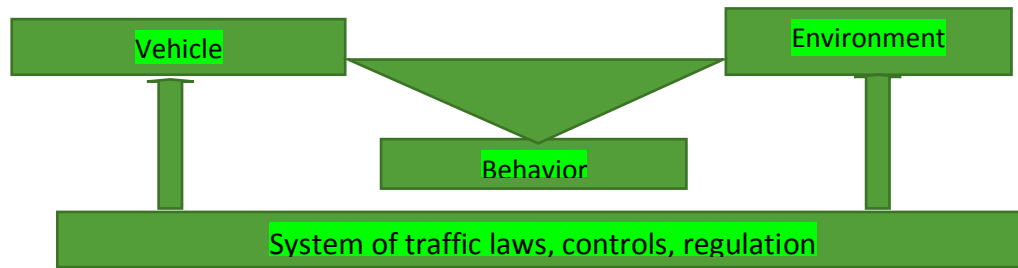 Vehicle
Environment
Behavior
System of traffic laws, controls, regulation